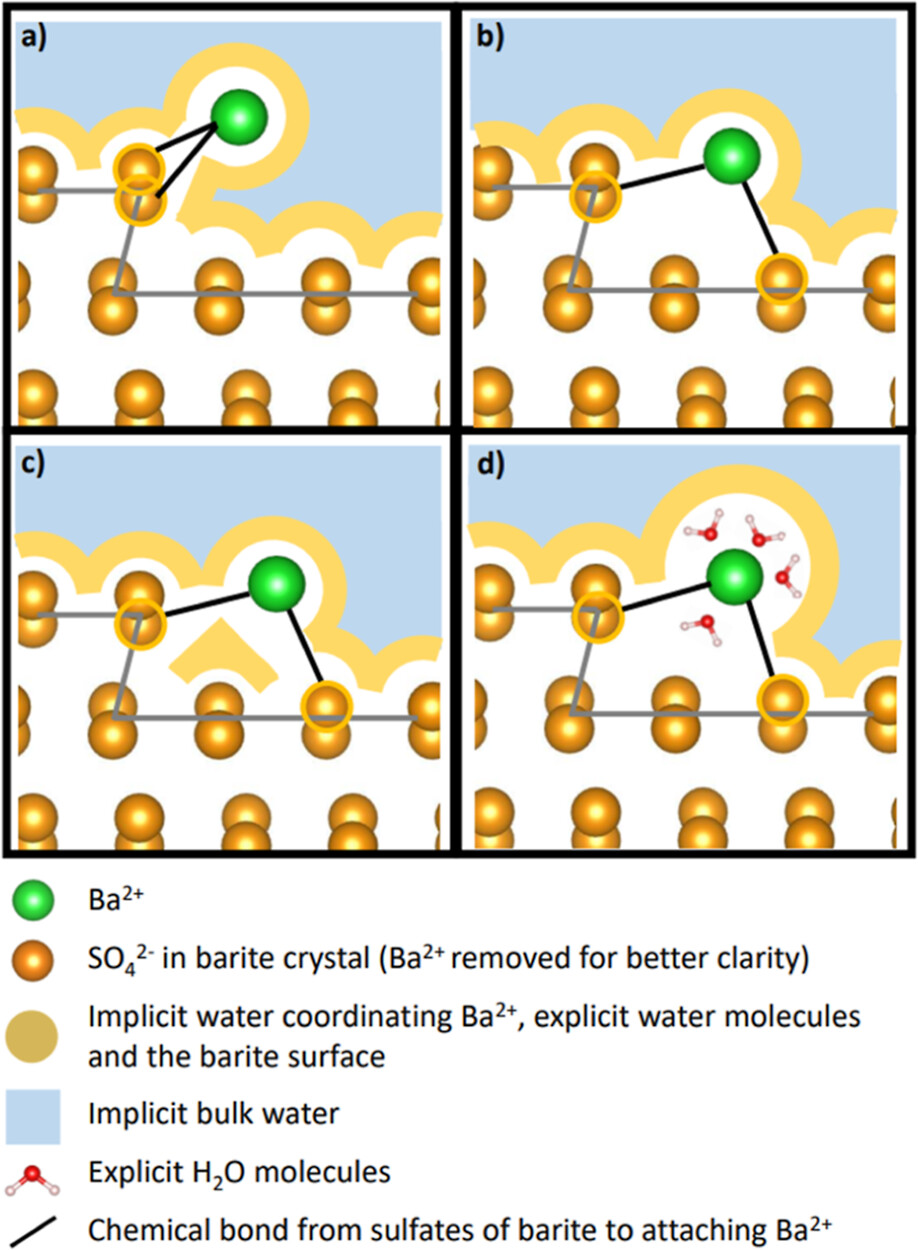 a)
b)
c)
d)
Ba²⁺
SO₄²⁻ in barite crystal (Ba²⁺ removed for better clarity)
Implicit water coordinating Ba²⁺, explicit water molecules
and the barite surface
Implicit bulk water
Explicit H₂O molecules
Chemical bond from sulfates of barite to attaching Ba²⁺